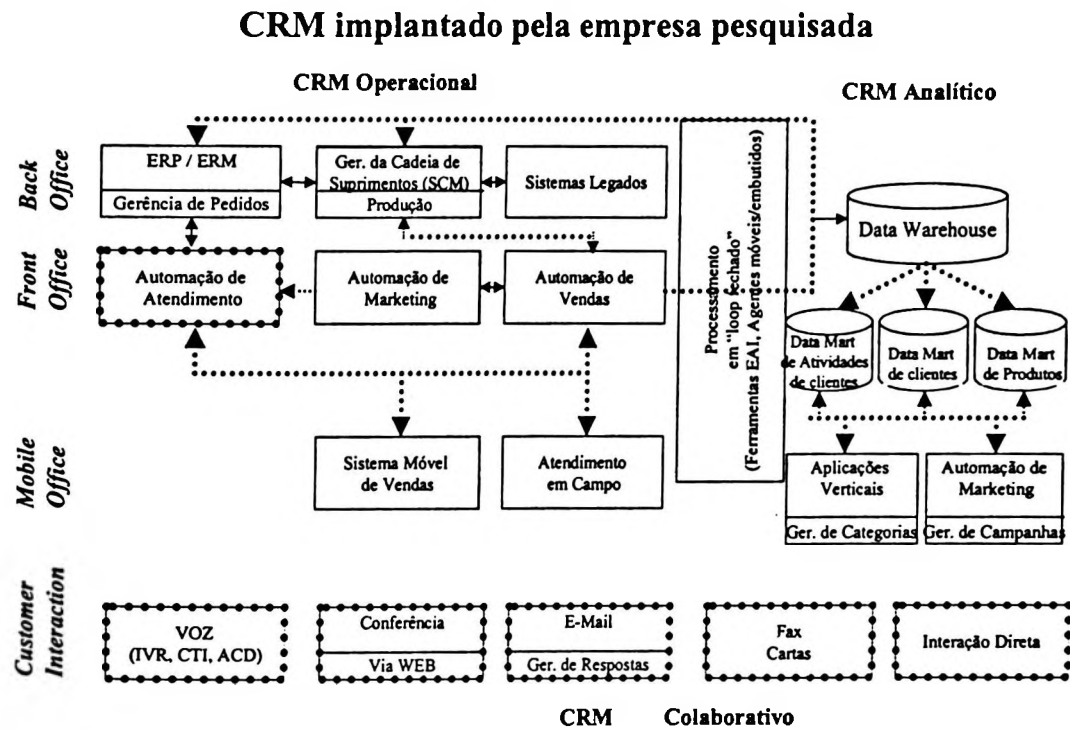 CRM implantado pela empresa pesquisada
CRM Operacional
CRM Analítico
Back
Office
ERP / ERM
Gerência de Pedidos
Ger. da Cadeia de
Suprimentos (SCM)
Produção
Sistemas Legados
Processamento
em "loop fechado"
(Ferramentas EAI, Agentes móveis/embutidos)
Data Warehouse
Front
Office
Automação de
Atendimento
Automação de
Marketing
Automação de
Vendas
Data Mart
de Atividades
de clientes
Data Mart
de clientes
Data Mart
de Produtos
Mobile
Office
Sistema Móvel
de Vendas
Atendimento
em Campo
Aplicações
Verticais
Ger. de Categorias
Automação de
Marketing
Ger. de Campanhas
Customer
Interaction
VOZ
(IVR, CTI, ACD)
Conferência
Via WEB
E-Mail
Ger. de Respostas
Fax
Cartas
Interação Direta
CRM Colaborativo